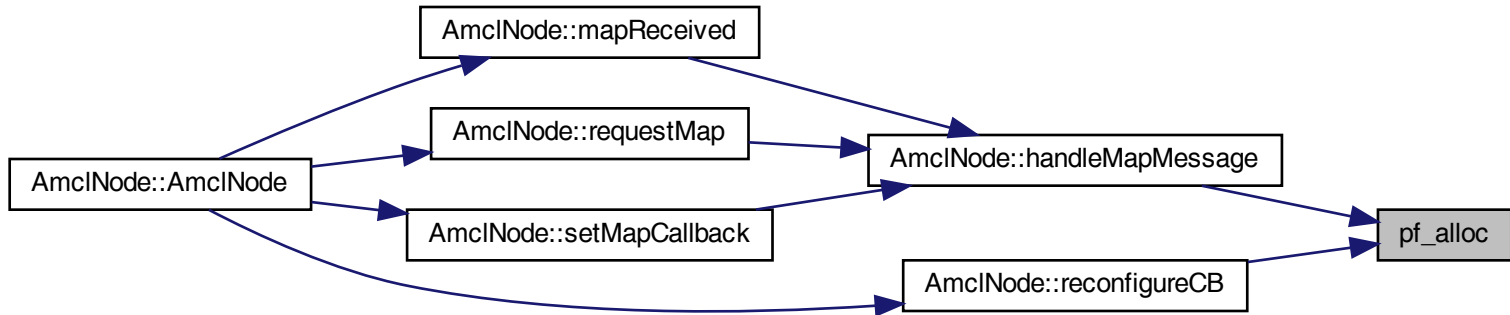 AmclNode::mapReceived
AmclNode::requestMap
AmclNode::handleMapMessage
AmclNode::AmclNode
AmclNode::setMapCallback
pf_alloc
AmclNode::reconfigureCB